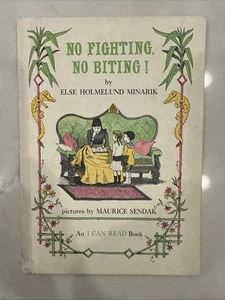 NO FIGHTING,
NO BITING!
by
ELSE HOLMELUND MINARIK
pictures by MAURICE SENDAK
An I CAN READ Book